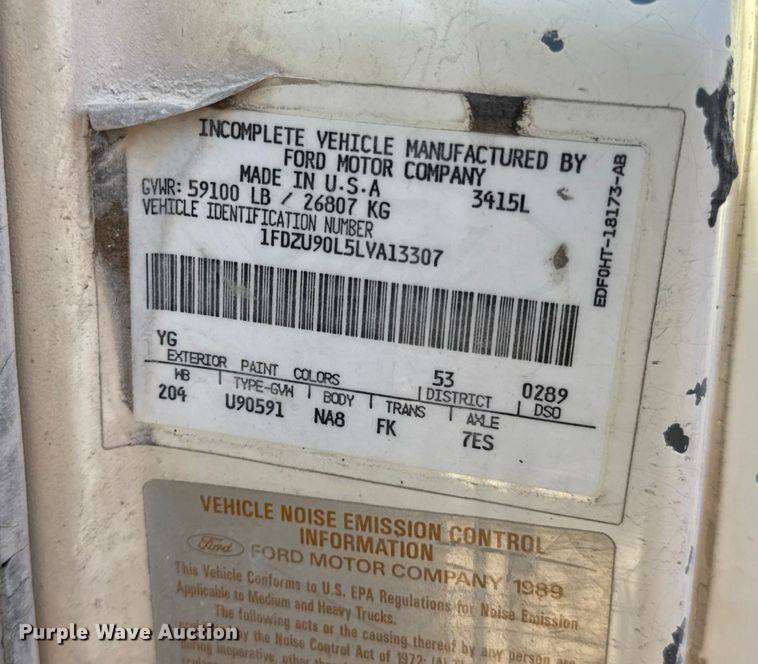 INCOMPLETE VEHICLE MANUFACTURED BY
FORD MOTOR COMPANY
MADE IN U.S.A
GVWR: 59100 LB / 26807 KG 3415L
VEHICLE IDENTIFICATION NUMBER
1FDZU90L5LVA13307
EDF0HT-18173-AB
YG 53 0289
EXTERIOR PAINT COLORS DISTRICT DSO
WB TYPE-GVW BODY TRANS AXLE
204 U90591 NA8 FK 7ES
VEHICLE NOISE EMISSION CONTROL
INFORMATION
Ford FORD MOTOR COMPANY 1989
This Vehicle Conforms to U.S. EPA Regulations for Noise Emission
Applicable to Medium and Heavy Trucks.
The following acts or the causing thereof by any person are
by the Noise Control Act of 1972:
Purple Wave Auction